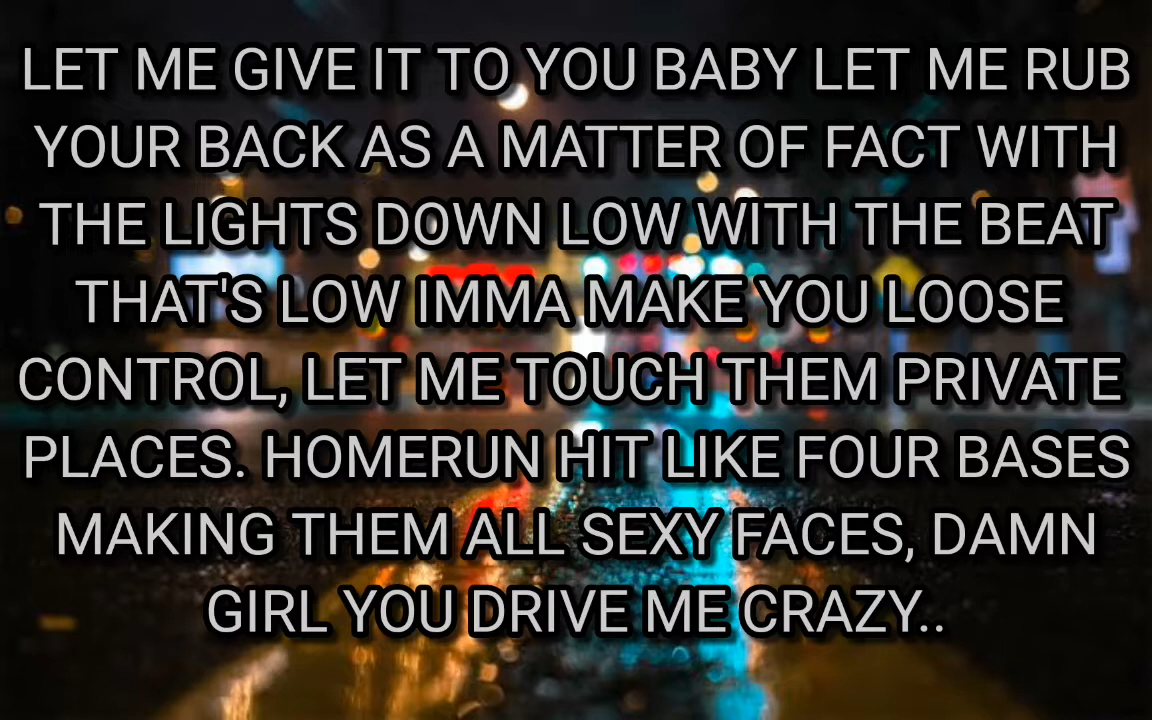 LET ME GIVE IT TO YOU BABY LET ME RUB
YOUR BACK AS A MATTER OF FACT WITH
THE LIGHTS DOWN LOW WITH THE BEAT
THAT'S LOW IMMA MAKE YOU LOOSE
CONTROL, LET ME TOUCH THEM PRIVATE
PLACES. HOMERUN HIT LIKE FOUR BASES
MAKING THEM ALL SEXY FACES, DAMN
GIRL YOU DRIVE ME CRAZY..